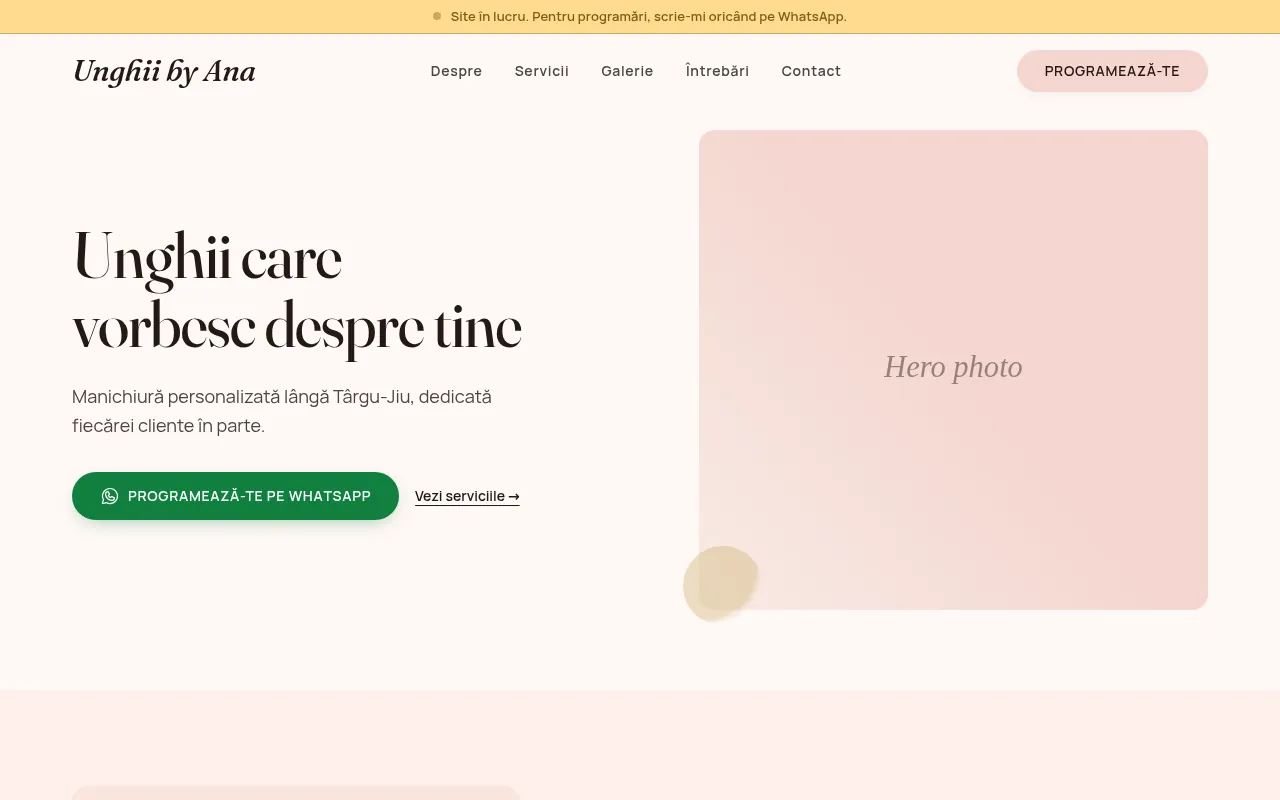 Site în lucru. Pentru programări, scrie-mi oricând pe WhatsApp.
Unghii by Ana
Despre
Servicii
Galerie
Întrebări
Contact
PROGRAMEAZĂ-TE
Unghii care
vorbesc despre tine
Manichiură personalizată lângă Târgu-Jiu, dedicată
fiecărei cliente în parte.
PROGRAMEAZĂ-TE PE WHATSAPP
Vezi serviciile →
Hero photo